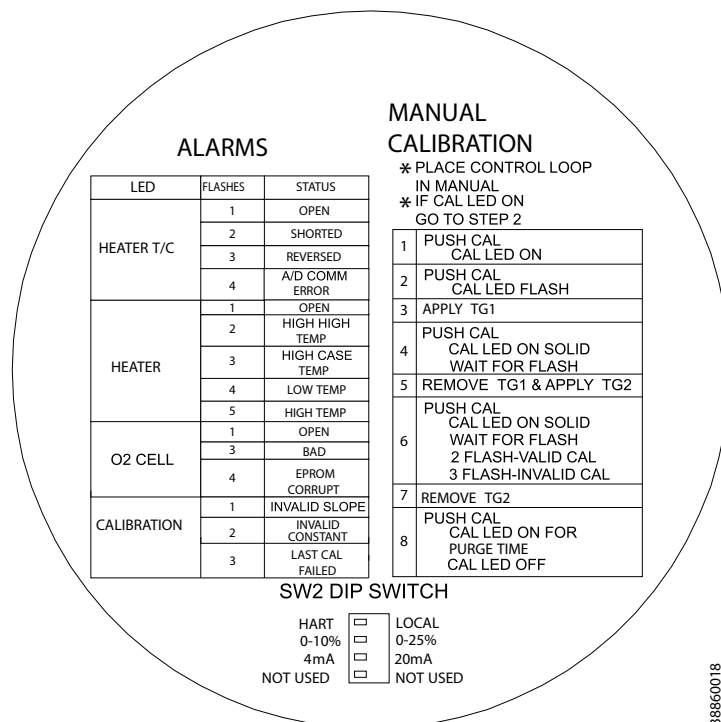 ALARMS
LED FLASHES STATUS
HEATER T/C
1 OPEN
2 SHORTED
3 REVERSED
4 A/D COMM
ERROR
HEATER
1 OPEN
2 HIGH HIGH
TEMP
3 HIGH CASE
TEMP
4 LOW TEMP
5 HIGH TEMP
O2 CELL
1 OPEN
3 BAD
4 EPROM
CORRUPT
CALIBRATION
1 INVALID SLOPE
2 INVALID
CONSTANT
3 LAST CAL
FAILED
MANUAL
CALIBRATION
* PLACE CONTROL LOOP
IN MANUAL
* IF CAL LED ON
GO TO STEP 2
1 PUSH CAL
CAL LED ON
2 PUSH CAL
CAL LED FLASH
3 APPLY TG1
4 PUSH CAL
CAL LED ON SOLID
WAIT FOR FLASH
5 REMOVE TG1 & APPLY TG2
6 PUSH CAL
CAL LED ON SOLID
WAIT FOR FLASH
2 FLASH-VALID CAL
3 FLASH-INVALID CAL
7 REMOVE TG2
8 PUSH CAL
CAL LED ON FOR
PURGE TIME
CAL LED OFF
SW2 DIP SWITCH
HART LOCAL
0-10% 0-25%
4mA 20mA
NOT USED NOT USED